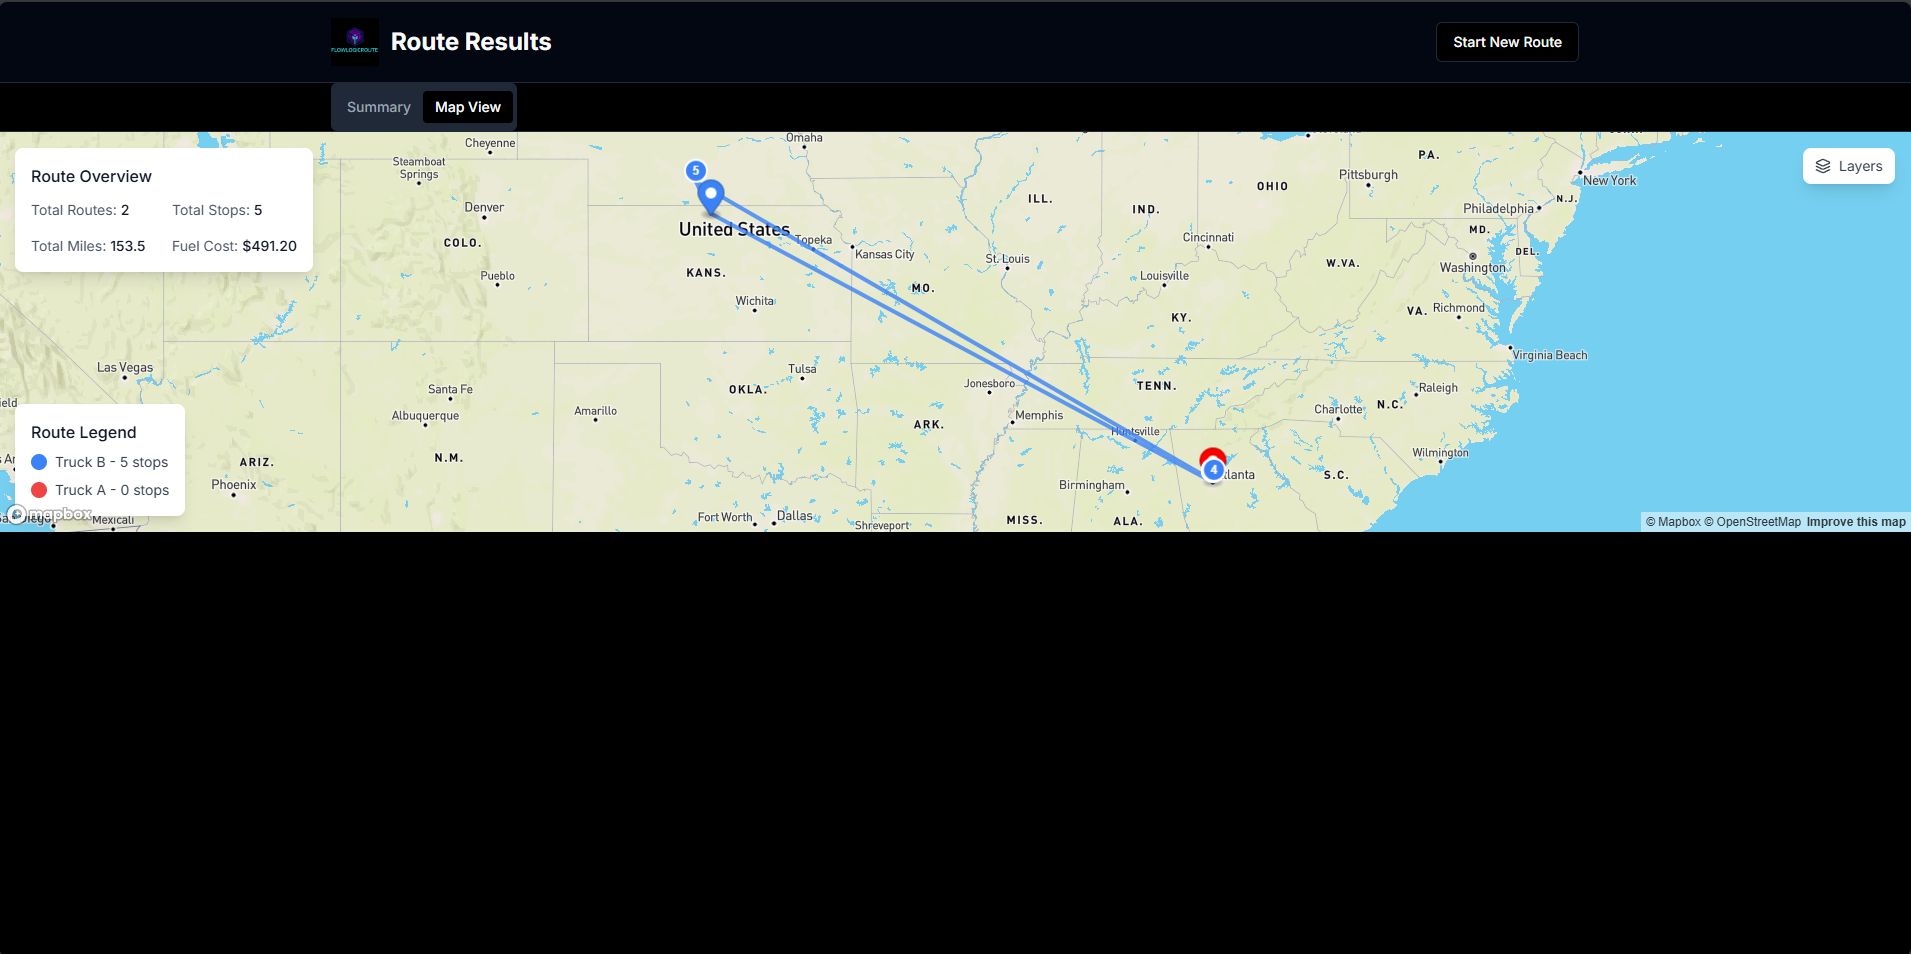 FLOWLOGICROUTE
Route Results
Start New Route
Summary
Map View
Route Overview
Total Routes: 2
Total Stops: 5
Total Miles: 153.5
Fuel Cost: $491.20
Layers
Cheyenne
Omaha
Steamboat
Springs
5
PA.
Pittsburgh
New York
OHIO
ILL.
IND.
N.J.
Philadelphia
Denver
United States
Topeka
COLO.
Kansas City
St. Louis
Cincinnati
MD.
DEL.
Washington
W.VA.
Pueblo
KANS.
MO.
Louisville
Wichita
KY.
VA.
Richmond
Virginia Beach
Las Vegas
Tulsa
Santa Fe
OKLA.
Jonesboro
TENN.
Raleigh
Albuquerque
Amarillo
ARK.
Memphis
Huntsville
Charlotte
N.C.
Route Legend
Truck B - 5 stops
Truck A - 0 stops
ARIZ.
N.M.
4
lanta
S.C.
Wilmington
Phoenix
Birmingham
Fort Worth
Dallas
Shreveport
MISS.
ALA.
mapbox
Mexicali
© Mapbox © OpenStreetMap Improve this map